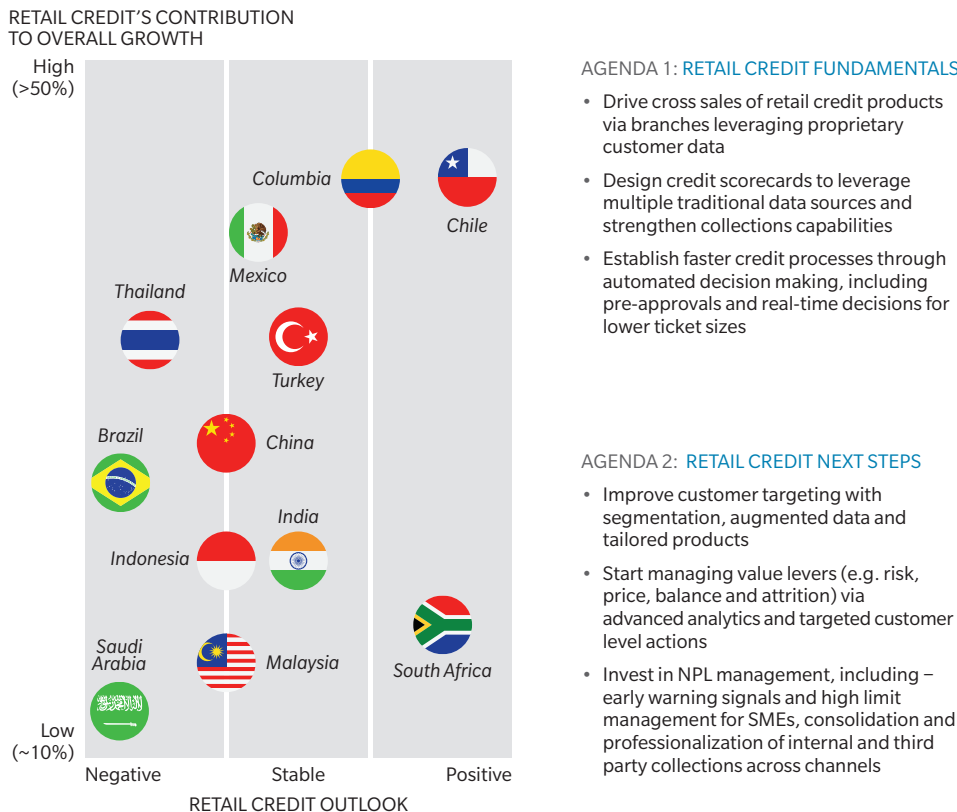 RETAIL CREDIT'S CONTRIBUTION
TO OVERALL GROWTH
High
(>50%)
Columbia
Chile
Mexico
Thailand
Turkey
Brazil
China
India
Indonesia
Saudi
Arabia
Malaysia
South Africa
Low
(~10%)
Negative
Stable
Positive
RETAIL CREDIT OUTLOOK
AGENDA 1: RETAIL CREDIT FUNDAMENTALS
• Drive cross sales of retail credit products
via branches leveraging proprietary
customer data
• Design credit scorecards to leverage
multiple traditional data sources and
strengthen collections capabilities
• Establish faster credit processes through
automated decision making, including
pre-approvals and real-time decisions for
lower ticket sizes
AGENDA 2: RETAIL CREDIT NEXT STEPS
• Improve customer targeting with
segmentation, augmented data and
tailored products
• Start managing value levers (e.g. risk,
price, balance and attrition) via
advanced analytics and targeted customer
level actions
• Invest in NPL management, including –
early warning signals and high limit
management for SMEs, consolidation and
professionalization of internal and third
party collections across channels